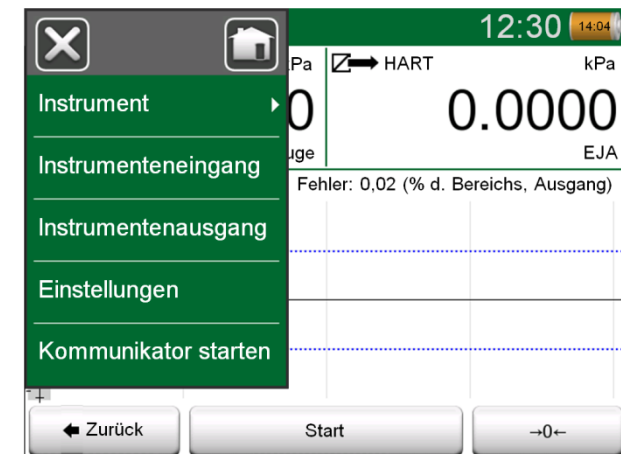 12:30 14:04
Pa HART kPa
Instrument
0 0.0000
uge EJA
Instrumenteneingang
Fehler: 0,02 (% d. Bereichs, Ausgang)
Instrumentenausgang
Einstellungen
Kommunikator starten
Zurück Start →0←